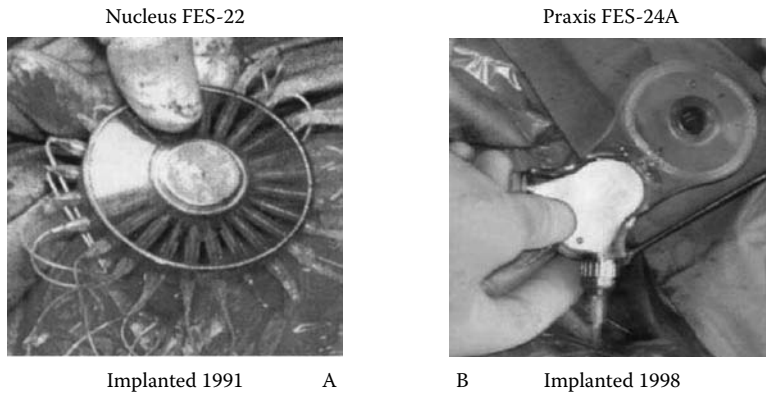 Nucleus FES-22
Praxis FES-24A
Implanted 1991 A
B Implanted 1998